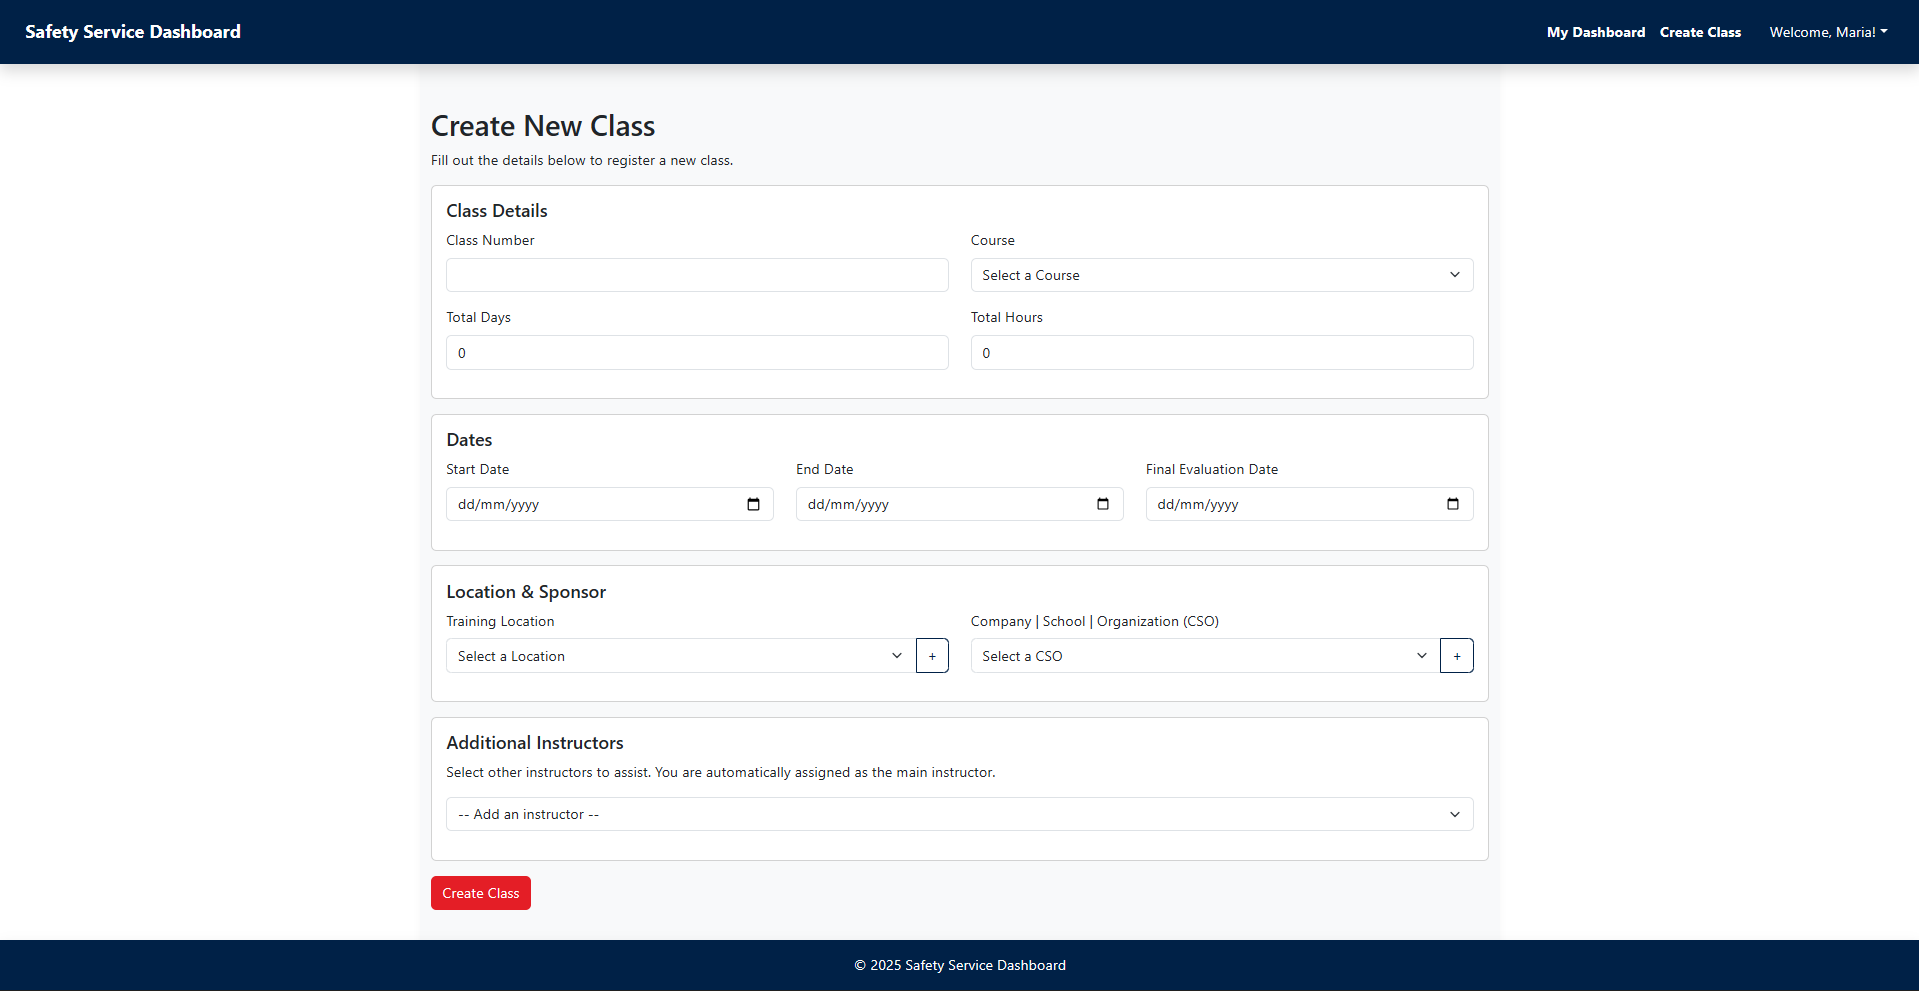 Safety Service Dashboard
My Dashboard Create Class Welcome, Maria!
Create New Class
Fill out the details below to register a new class.
Class Details
Class Number Course
Select a Course
Total Days Total Hours
0 0
Dates
Start Date End Date Final Evaluation Date
dd/mm/yyyy dd/mm/yyyy dd/mm/yyyy
Location & Sponsor
Training Location Company | School | Organization (CSO)
Select a Location + Select a CSO +
Additional Instructors
Select other instructors to assist. You are automatically assigned as the main instructor.
-- Add an instructor --
Create Class
© 2025 Safety Service Dashboard